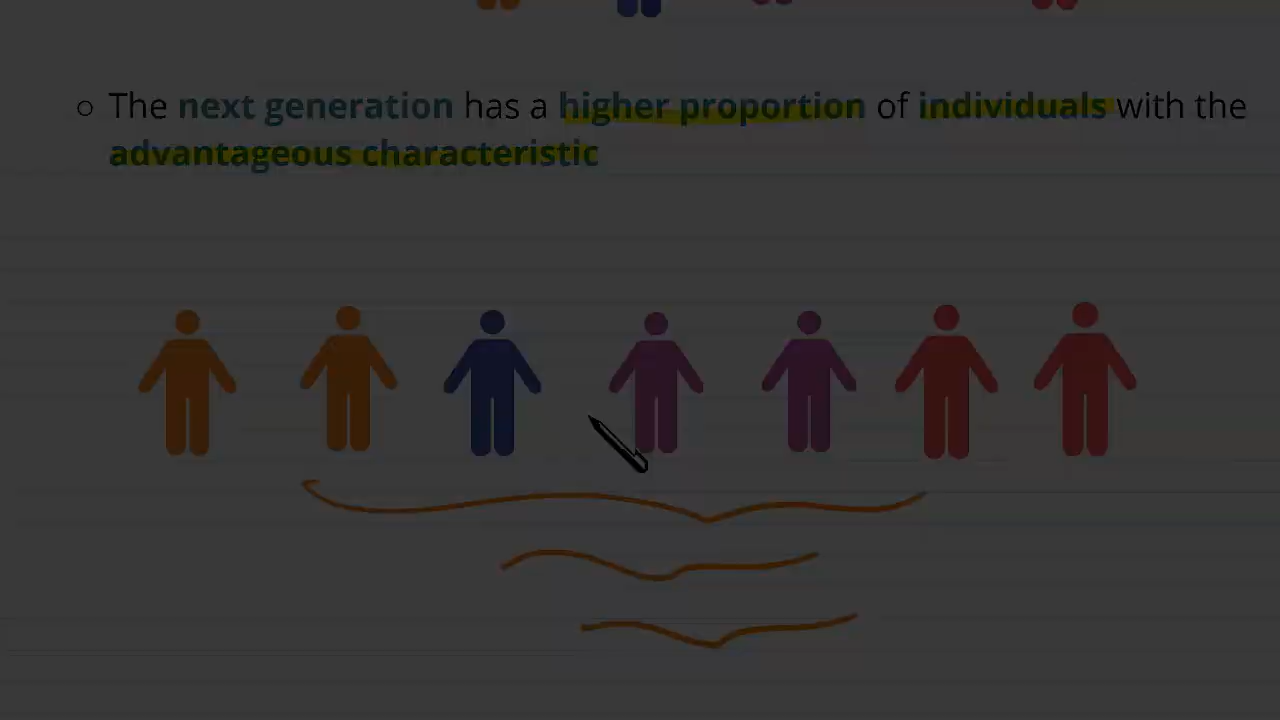 The next generation has a higher proportion of individuals with the
advantageous characteristic